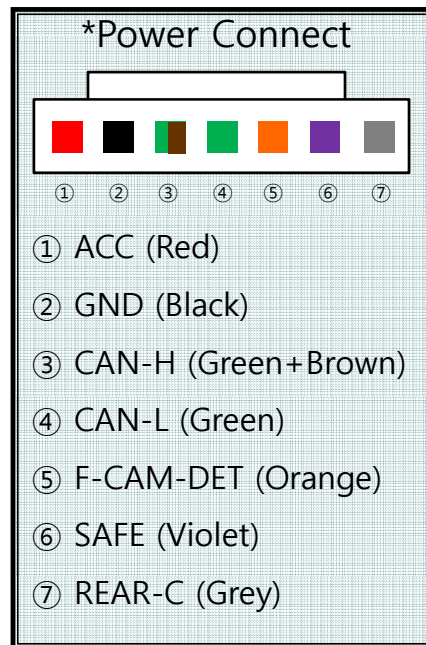 *Power Connect
① ② ③ ④ ⑤ ⑥ ⑦
① ACC (Red)
② GND (Black)
③ CAN-H (Green+Brown)
④ CAN-L (Green)
⑤ F-CAM-DET (Orange)
⑥ SAFE (Violet)
⑦ REAR-C (Grey)